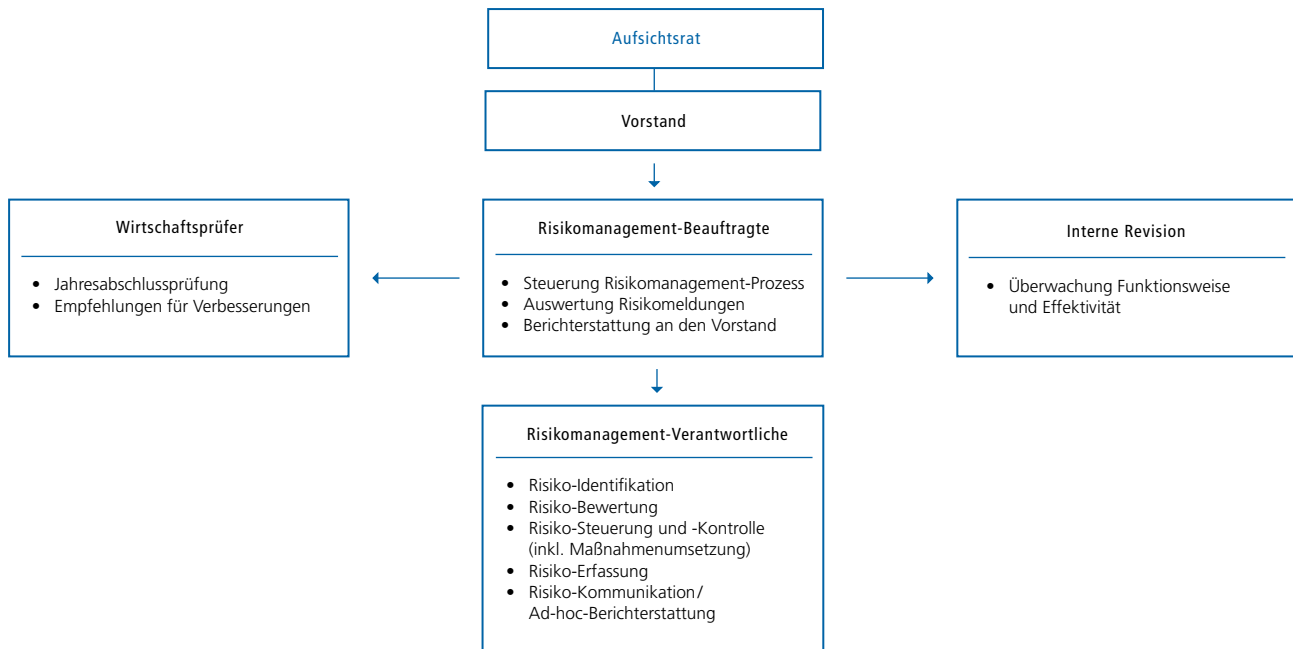 Aufsichtsrat
Vorstand
Wirtschaftsprüfer
• Jahresabschlussprüfung
• Empfehlungen für Verbesserungen
Risikomanagement-Beauftragte
• Steuerung Risikomanagement-Prozess
• Auswertung Risikomeldungen
• Berichterstattung an den Vorstand
Interne Revision
• Überwachung Funktionsweise
und Effektivität
Risikomanagement-Verantwortliche
• Risiko-Identifikation
• Risiko-Bewertung
• Risiko-Steuerung und -Kontrolle
(inkl. Maßnahmenumsetzung)
• Risiko-Erfassung
• Risiko-Kommunikation/
Ad-hoc-Berichterstattung